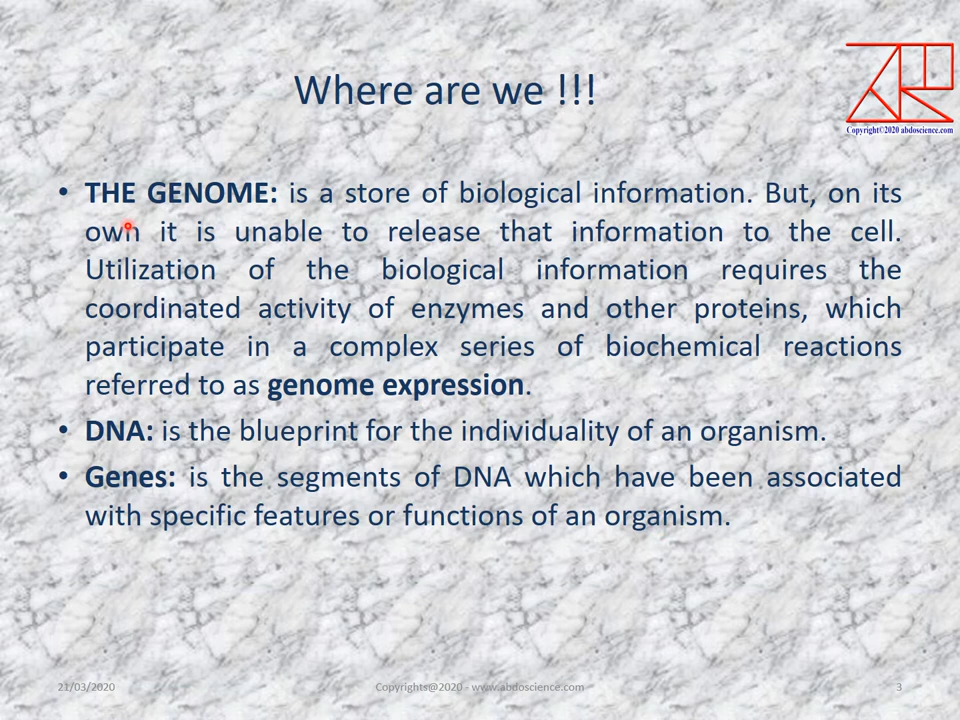 Where are we !!!
Copyright©2020 abdoscience.com
• THE GENOME: is a store of biological information. But, on its
own it is unable to release that information to the cell.
Utilization of the biological information requires the
coordinated activity of enzymes and other proteins, which
participate in a complex series of biochemical reactions
referred to as genome expression.
• DNA: is the blueprint for the individuality of an organism.
• Genes: is the segments of DNA which have been associated
with specific features or functions of an organism.
21/03/2020
Copyrights@2020 - www.abdoscience.com
3